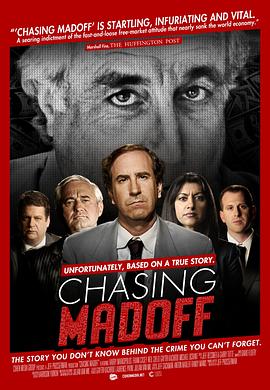 “‘CHASING MADOFF’ IS STARTLING, INFURIATING AND VITAL.
A searing indictment of the fast-and-loose free-market attitude that nearly sank the world economy.”
Marshall Fine, THE HUFFINGTON POST
UNFORTUNATELY, BASED ON A TRUE STORY.
CHASING
MADOFF
THE STORY YOU DON’T KNOW BEHIND THE CRIME YOU CAN’T FORGET.